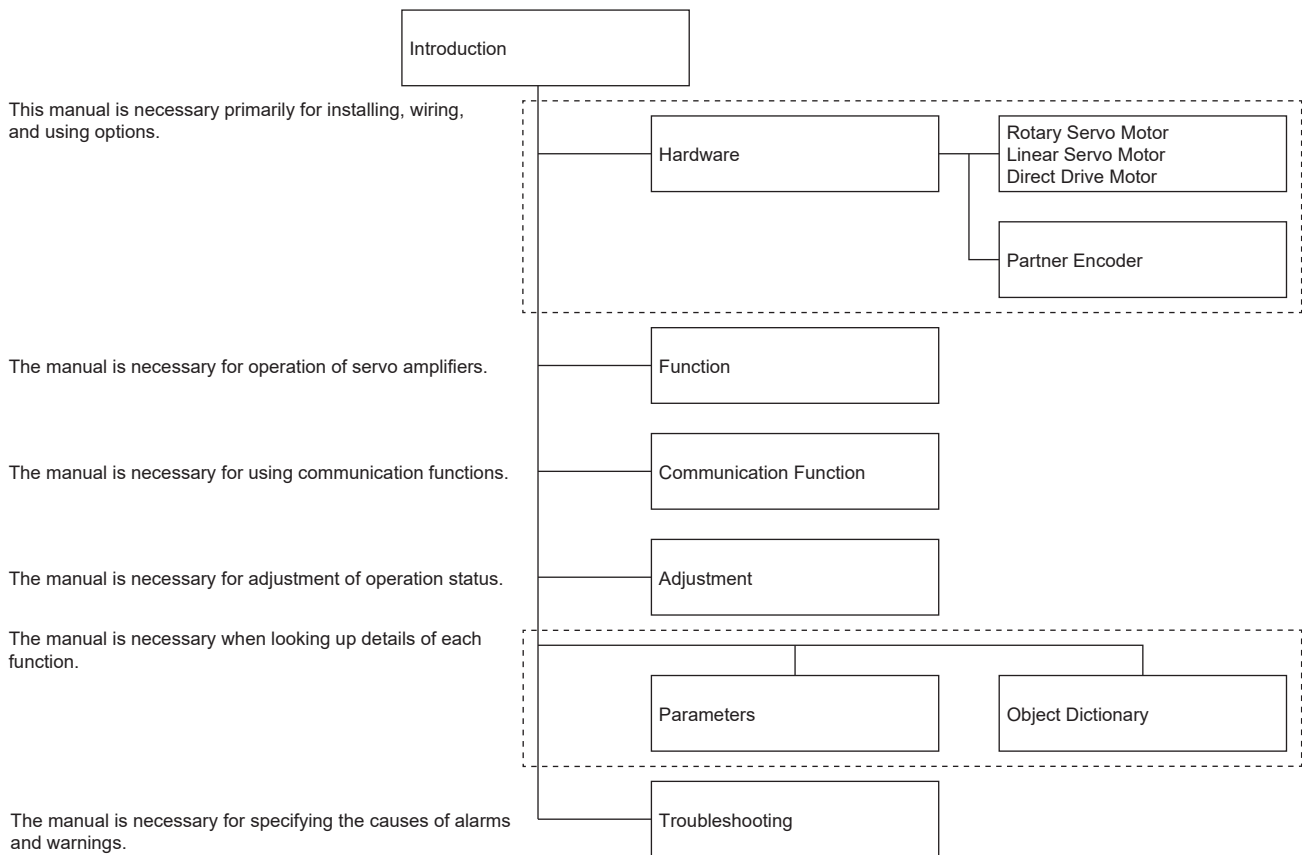 Introduction
This manual is necessary primarily for installing, wiring,
and using options.
Hardware
Rotary Servo Motor
Linear Servo Motor
Direct Drive Motor
Partner Encoder
The manual is necessary for operation of servo amplifiers.
Function
The manual is necessary for using communication functions.
Communication Function
The manual is necessary for adjustment of operation status.
Adjustment
The manual is necessary when looking up details of each
function.
Parameters
Object Dictionary
The manual is necessary for specifying the causes of alarms
and warnings.
Troubleshooting